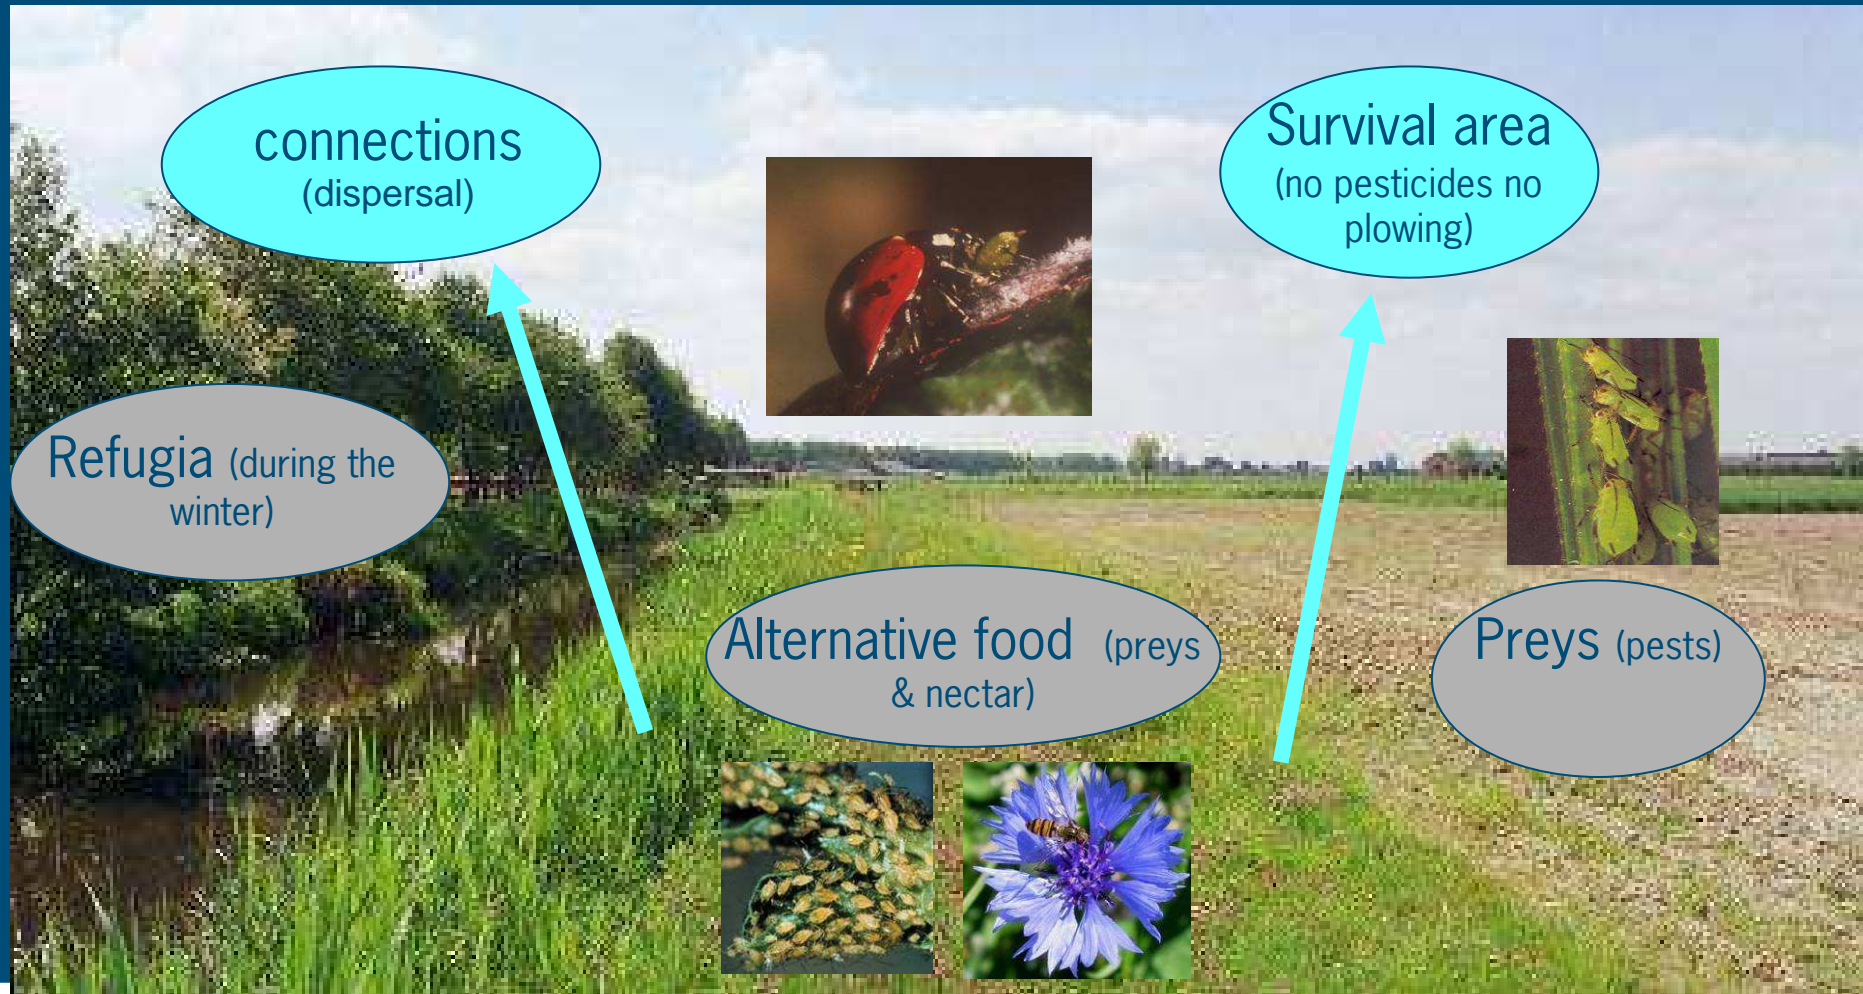 connections
(dispersal)
Survival area
(no pesticides no
plowing)
Refugia (during the
winter)
Alternative food (preys
& nectar)
Preys (pests)